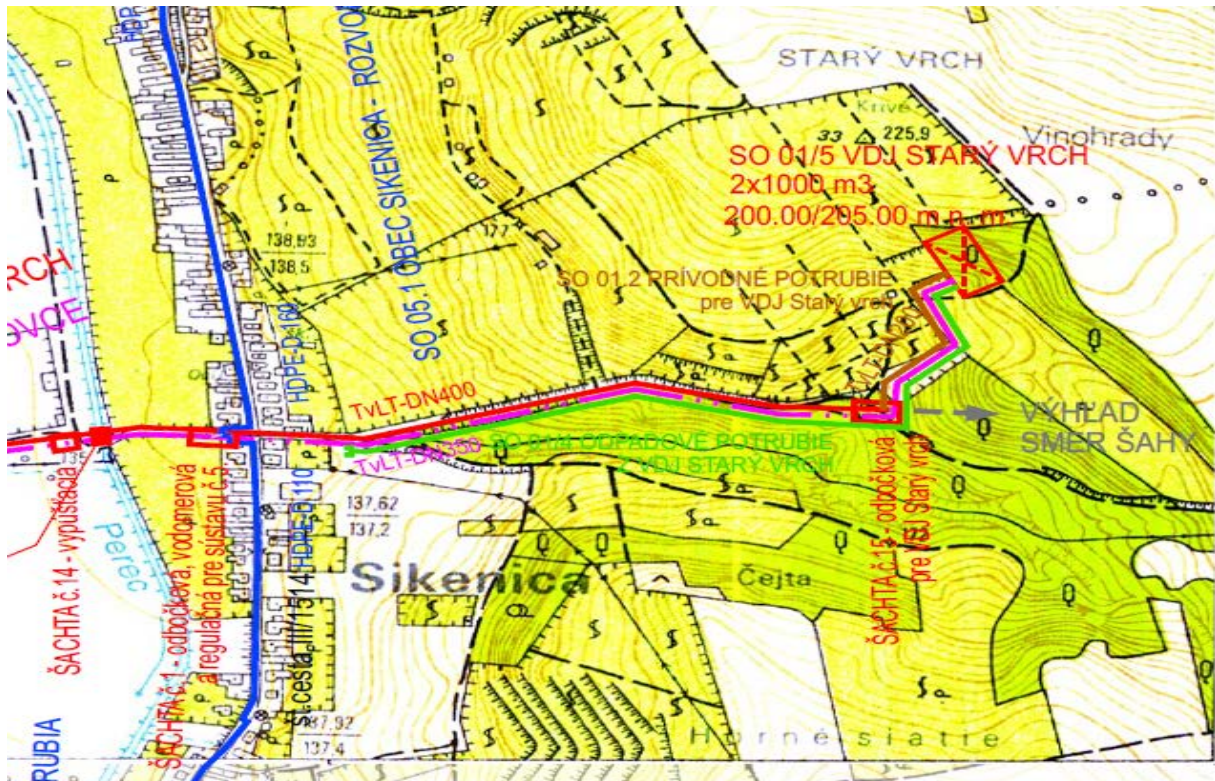 STARÝ VRCH
Krivé
33 225,9
Vinohrady
SO 01/5 VDJ STARÝ VRCH
2x1000 m3
200.00/205.00 m n. m.
SO 05.1 OBEC SIKENICA - ROZVO
138,93
138,5
177
RCH
OVCE
SO 01.2 PRÍVODNÉ POTRUBIE
pre VDJ Starý vrch
HDPE-D160
TvLT-DN400
TvLT-DN350
SO 01/4 ODPADOVÉ POTRUBIE
Z VDJ STARÝ VRCH
VÝHĽAD
SMER ŠAHY
137,62
137,2
HDPE-D110
Sikenica
Čejta
Perec
ŠACHTA č.14 - vypúšťacia
ŠACHTA č.1 - odbočková, vodomerová
a regulačná pre sústavu č.5
Št.cesta III/1514
ŠACHTA č.15 - odbočková
pre VDJ Starý vrch
137,92
137,4
Horné siatie
RUBIA